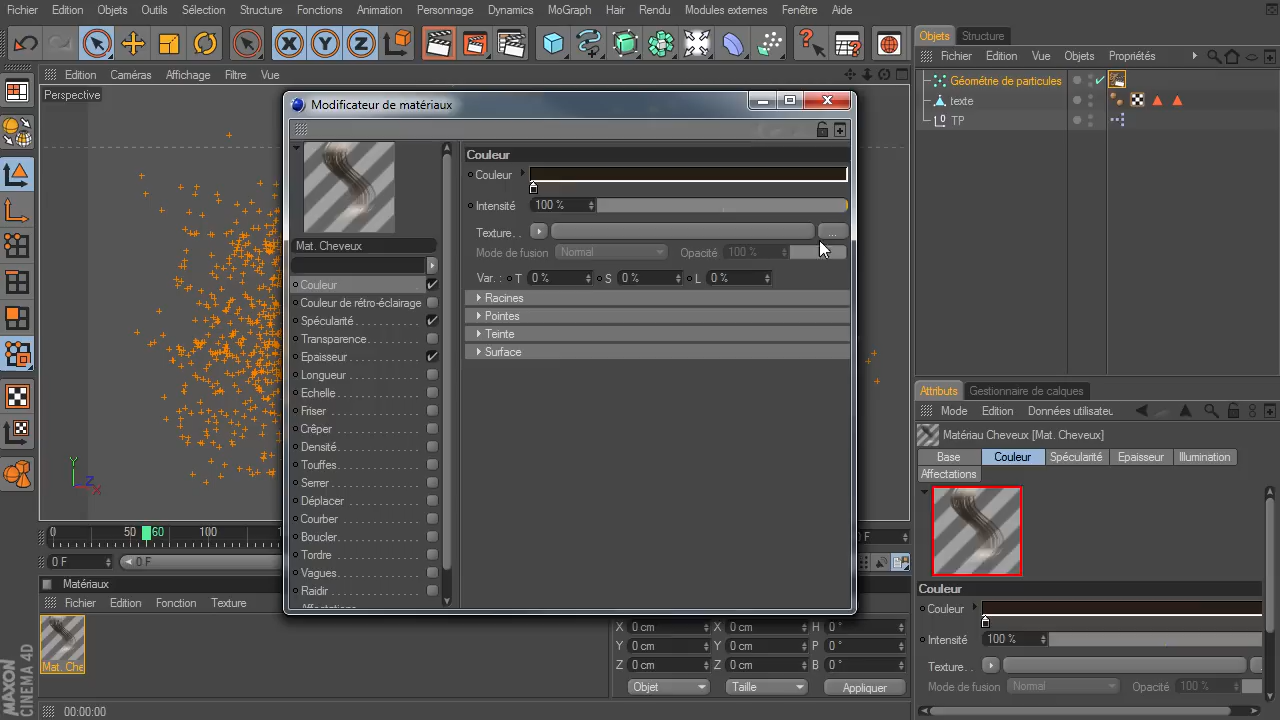 Fichier Edition Objets Outils Sélection Structure Fonctions Animation Personnage Dynamics MoGraph Hair Rendu Modules externes Fenêtre Aide
Objets Structure
Fichier Edition Vue Objets Propriétés
Edition Caméras Affichage Filtre Vue
Perspective
Géométrie de particules
texte
TP
Modificateur de matériaux
Mat. Cheveux
Couleur
Couleur de rétro-éclairage
Spécularité
Transparence
Epaisseur
Longueur
Echelle
Friser
Crêper
Densité
Touffes
Serrer
Déplacer
Courber
Boucler
Tordre
Vagues
Raidir
Affectations
Couleur
Couleur
Intensité 100 %
Texture. . ...
Mode de fusion Normal Opacité 100 %
Var. : T 0 % S 0 % L 0 %
Racines
Pointes
Teinte
Surface
Attributs Gestionnaire de calques
Mode Edition Données utilisateu
Matériau Cheveux [Mat. Cheveux]
Base Couleur Spécularité Epaisseur Illumination
Affectations
Couleur
Couleur
Intensité 100 %
Texture. .
Mode de fusion Normal Opacité 100 %
Y Z X
0 50 60 100
0 F 0 F F
Matériaux
Fichier Edition Fonction Texture
Mat. Che
X 0 cm X 0 cm H 0 °
Y 0 cm Y 0 cm P 0 °
Z 0 cm Z 0 cm B 0 °
Objet Taille Appliquer
MAXON
CINEMA 4D
00:00:00